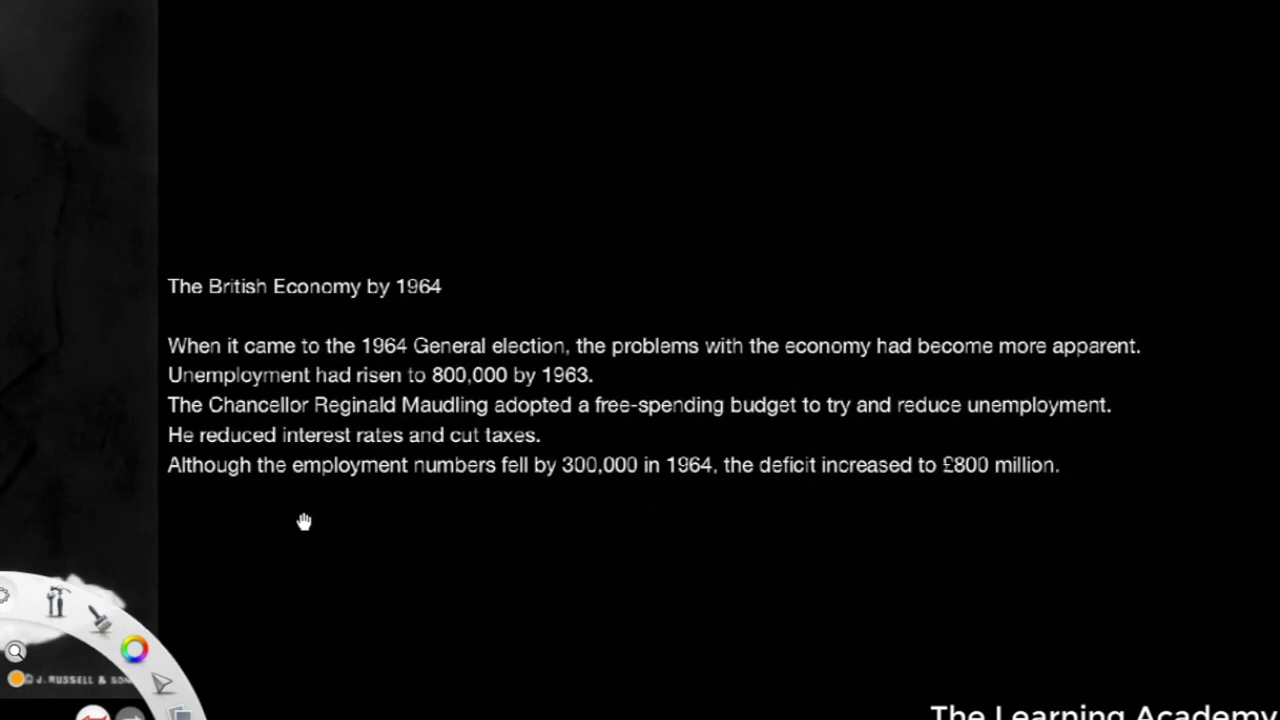 The British Economy by 1964
When it came to the 1964 General election, the problems with the economy had become more apparent.
Unemployment had risen to 800,000 by 1963.
The Chancellor Reginald Maudling adopted a free-spending budget to try and reduce unemployment.
He reduced interest rates and cut taxes.
Although the employment numbers fell by 300,000 in 1964, the deficit increased to £800 million.
J. RUSSELL & SON
The Learning Academy